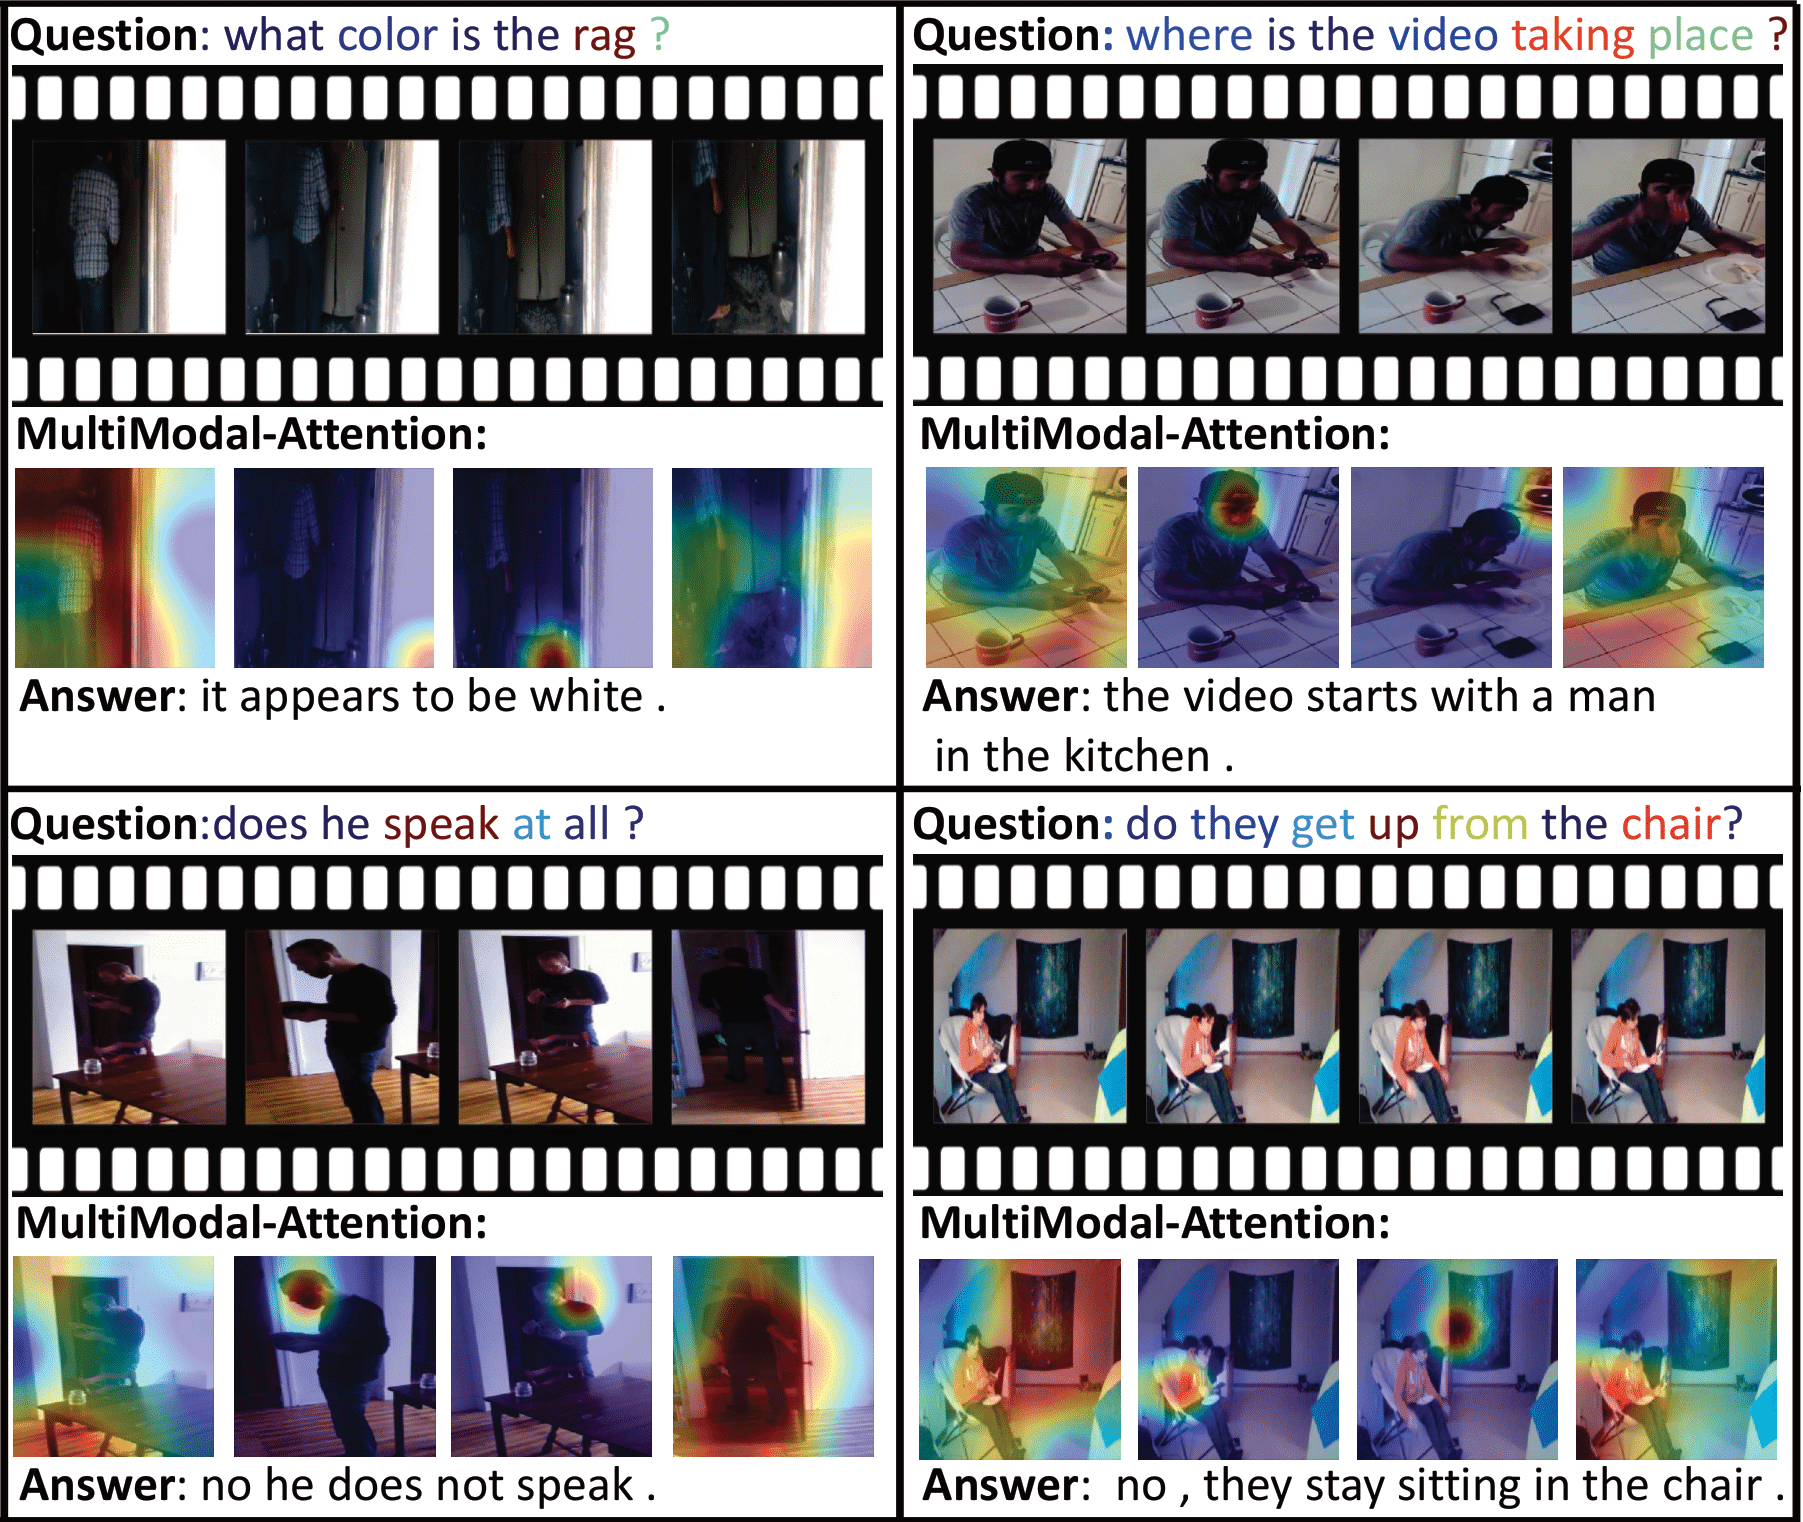 Question: what color is the rag ?
MultiModal-Attention:
Answer: it appears to be white .
Question: where is the video taking place ?
MultiModal-Attention:
Answer: the video starts with a man
in the kitchen .
Question:does he speak at all ?
MultiModal-Attention:
Answer: no he does not speak .
Question: do they get up from the chair?
MultiModal-Attention:
Answer: no , they stay sitting in the chair .